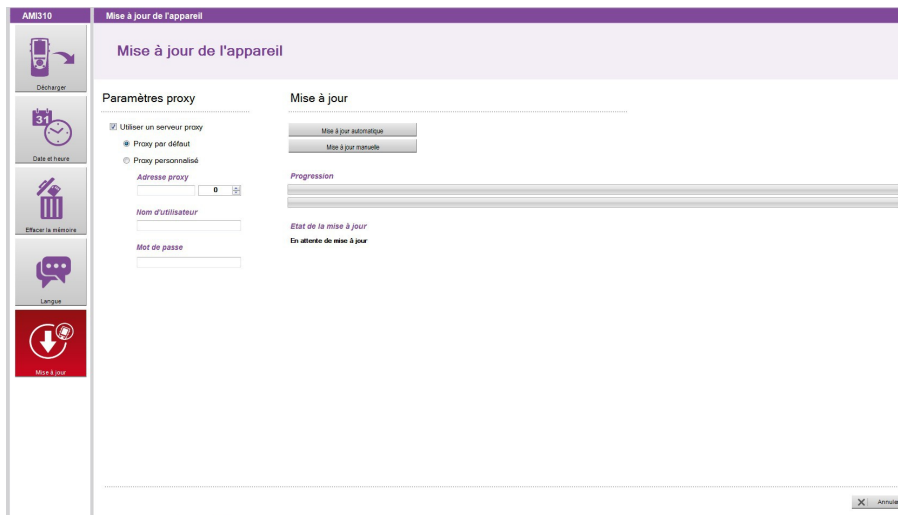 AMI310
Mise à jour de l'appareil
Mise à jour de l'appareil
Décharger
31
Date et heure
Effacer la mémoire
Langue
Mise à jour
Paramètres proxy
Utiliser un serveur proxy
Proxy par défaut
Proxy personnalisé
Adresse proxy
0
Nom d'utilisateur
Mot de passe
Mise à jour
Mise à jour automatique
Mise à jour manuelle
Progression
Etat de la mise à jour
En attente de mise à jour
Annule